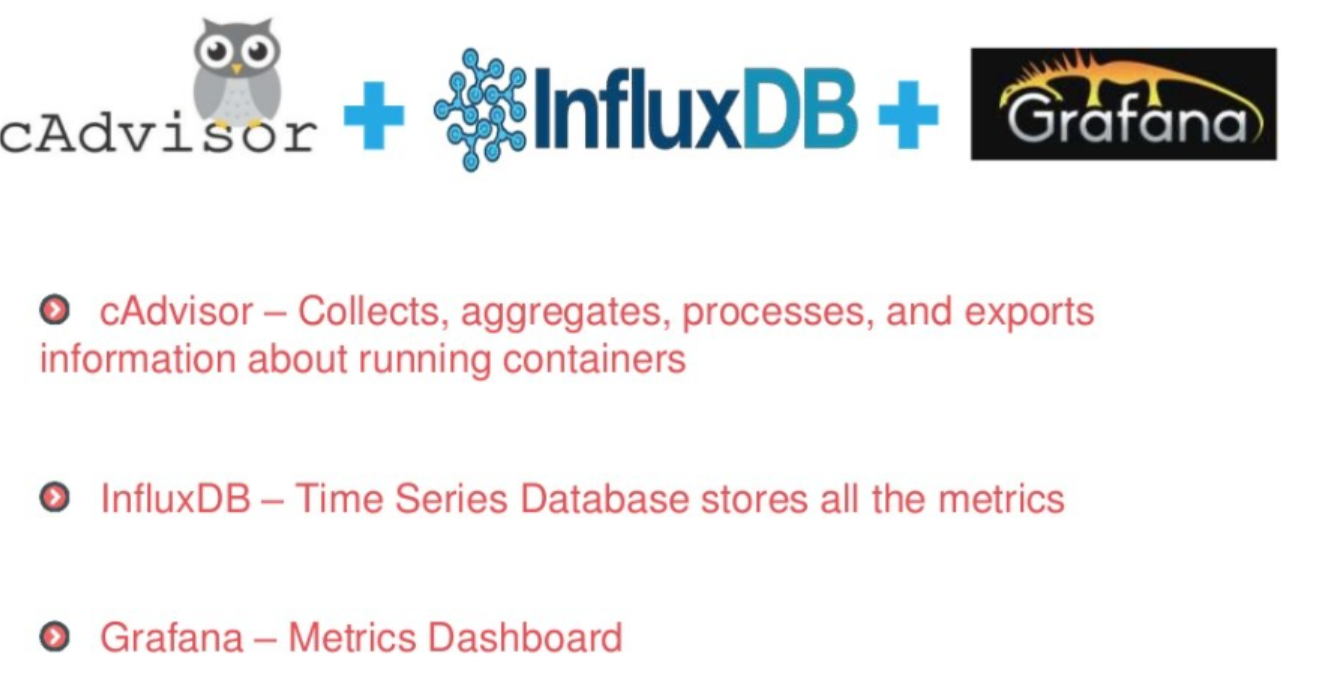 cAdvisor + InfluxDB + Grafana
cAdvisor – Collects, aggregates, processes, and exports
information about running containers
InfluxDB – Time Series Database stores all the metrics
Grafana – Metrics Dashboard